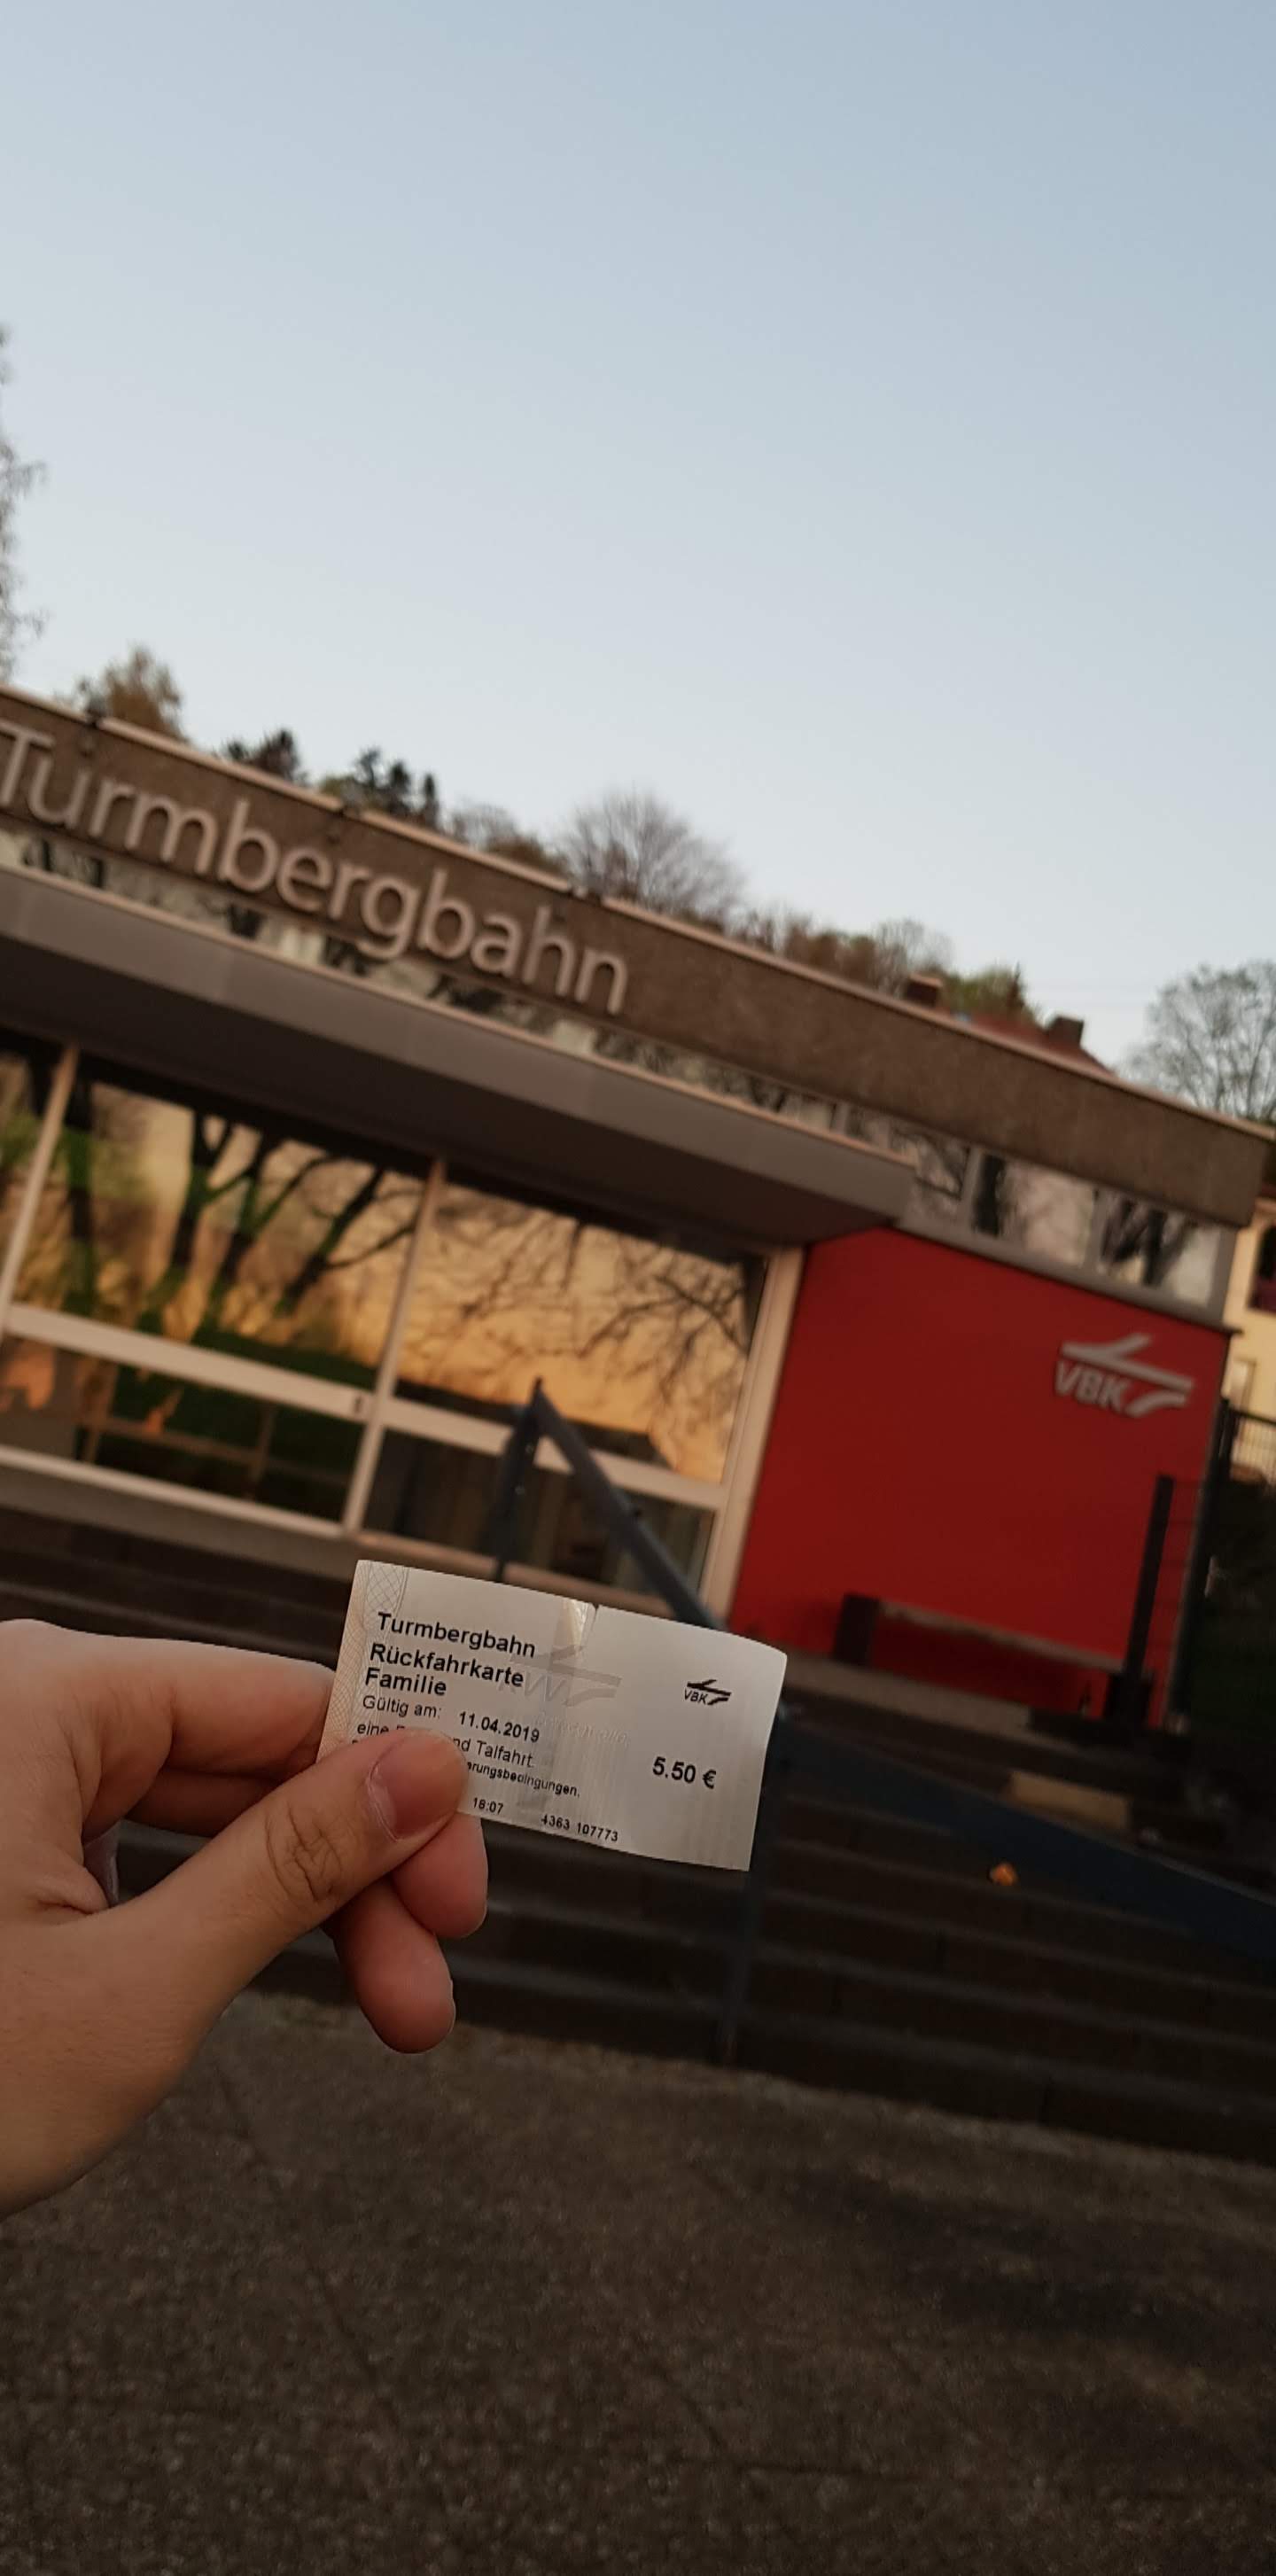 Turmbergbahn
VBK
Turmbergbahn
Rückfahrkarte
Familie
VBK
Gültig am: 11.04.2019
eine nd Talfahrt.
5.50 €
18:07 4363 107773